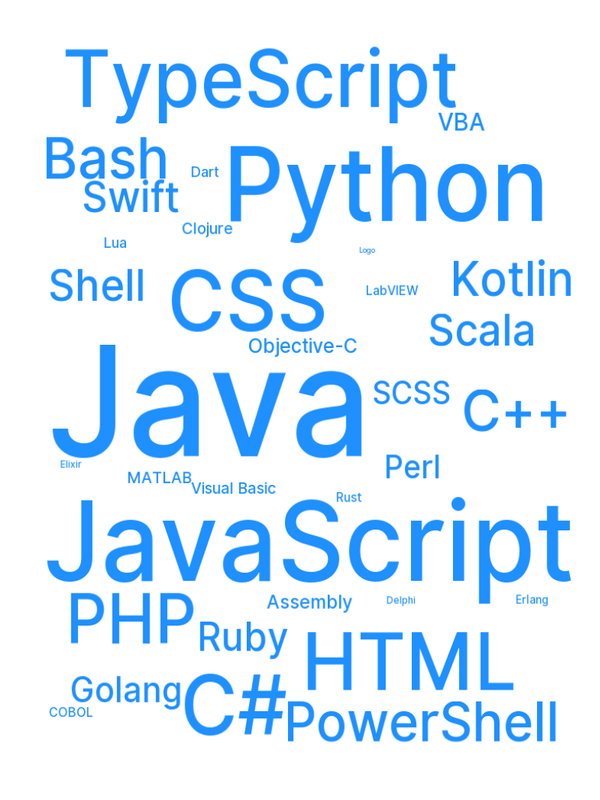 TypeScript
VBA
Bash
Python
Dart
Swift
Clojure
Lua
Logo
Shell
CSS
Kotlin
LabVIEW
Scala
Objective-C
Java
SCSS
C++
Elixir
Perl
MATLAB
Visual Basic
Rust
JavaScript
Assembly
Delphi
Erlang
PHP
Ruby
HTML
Golang
C#
COBOL
PowerShell